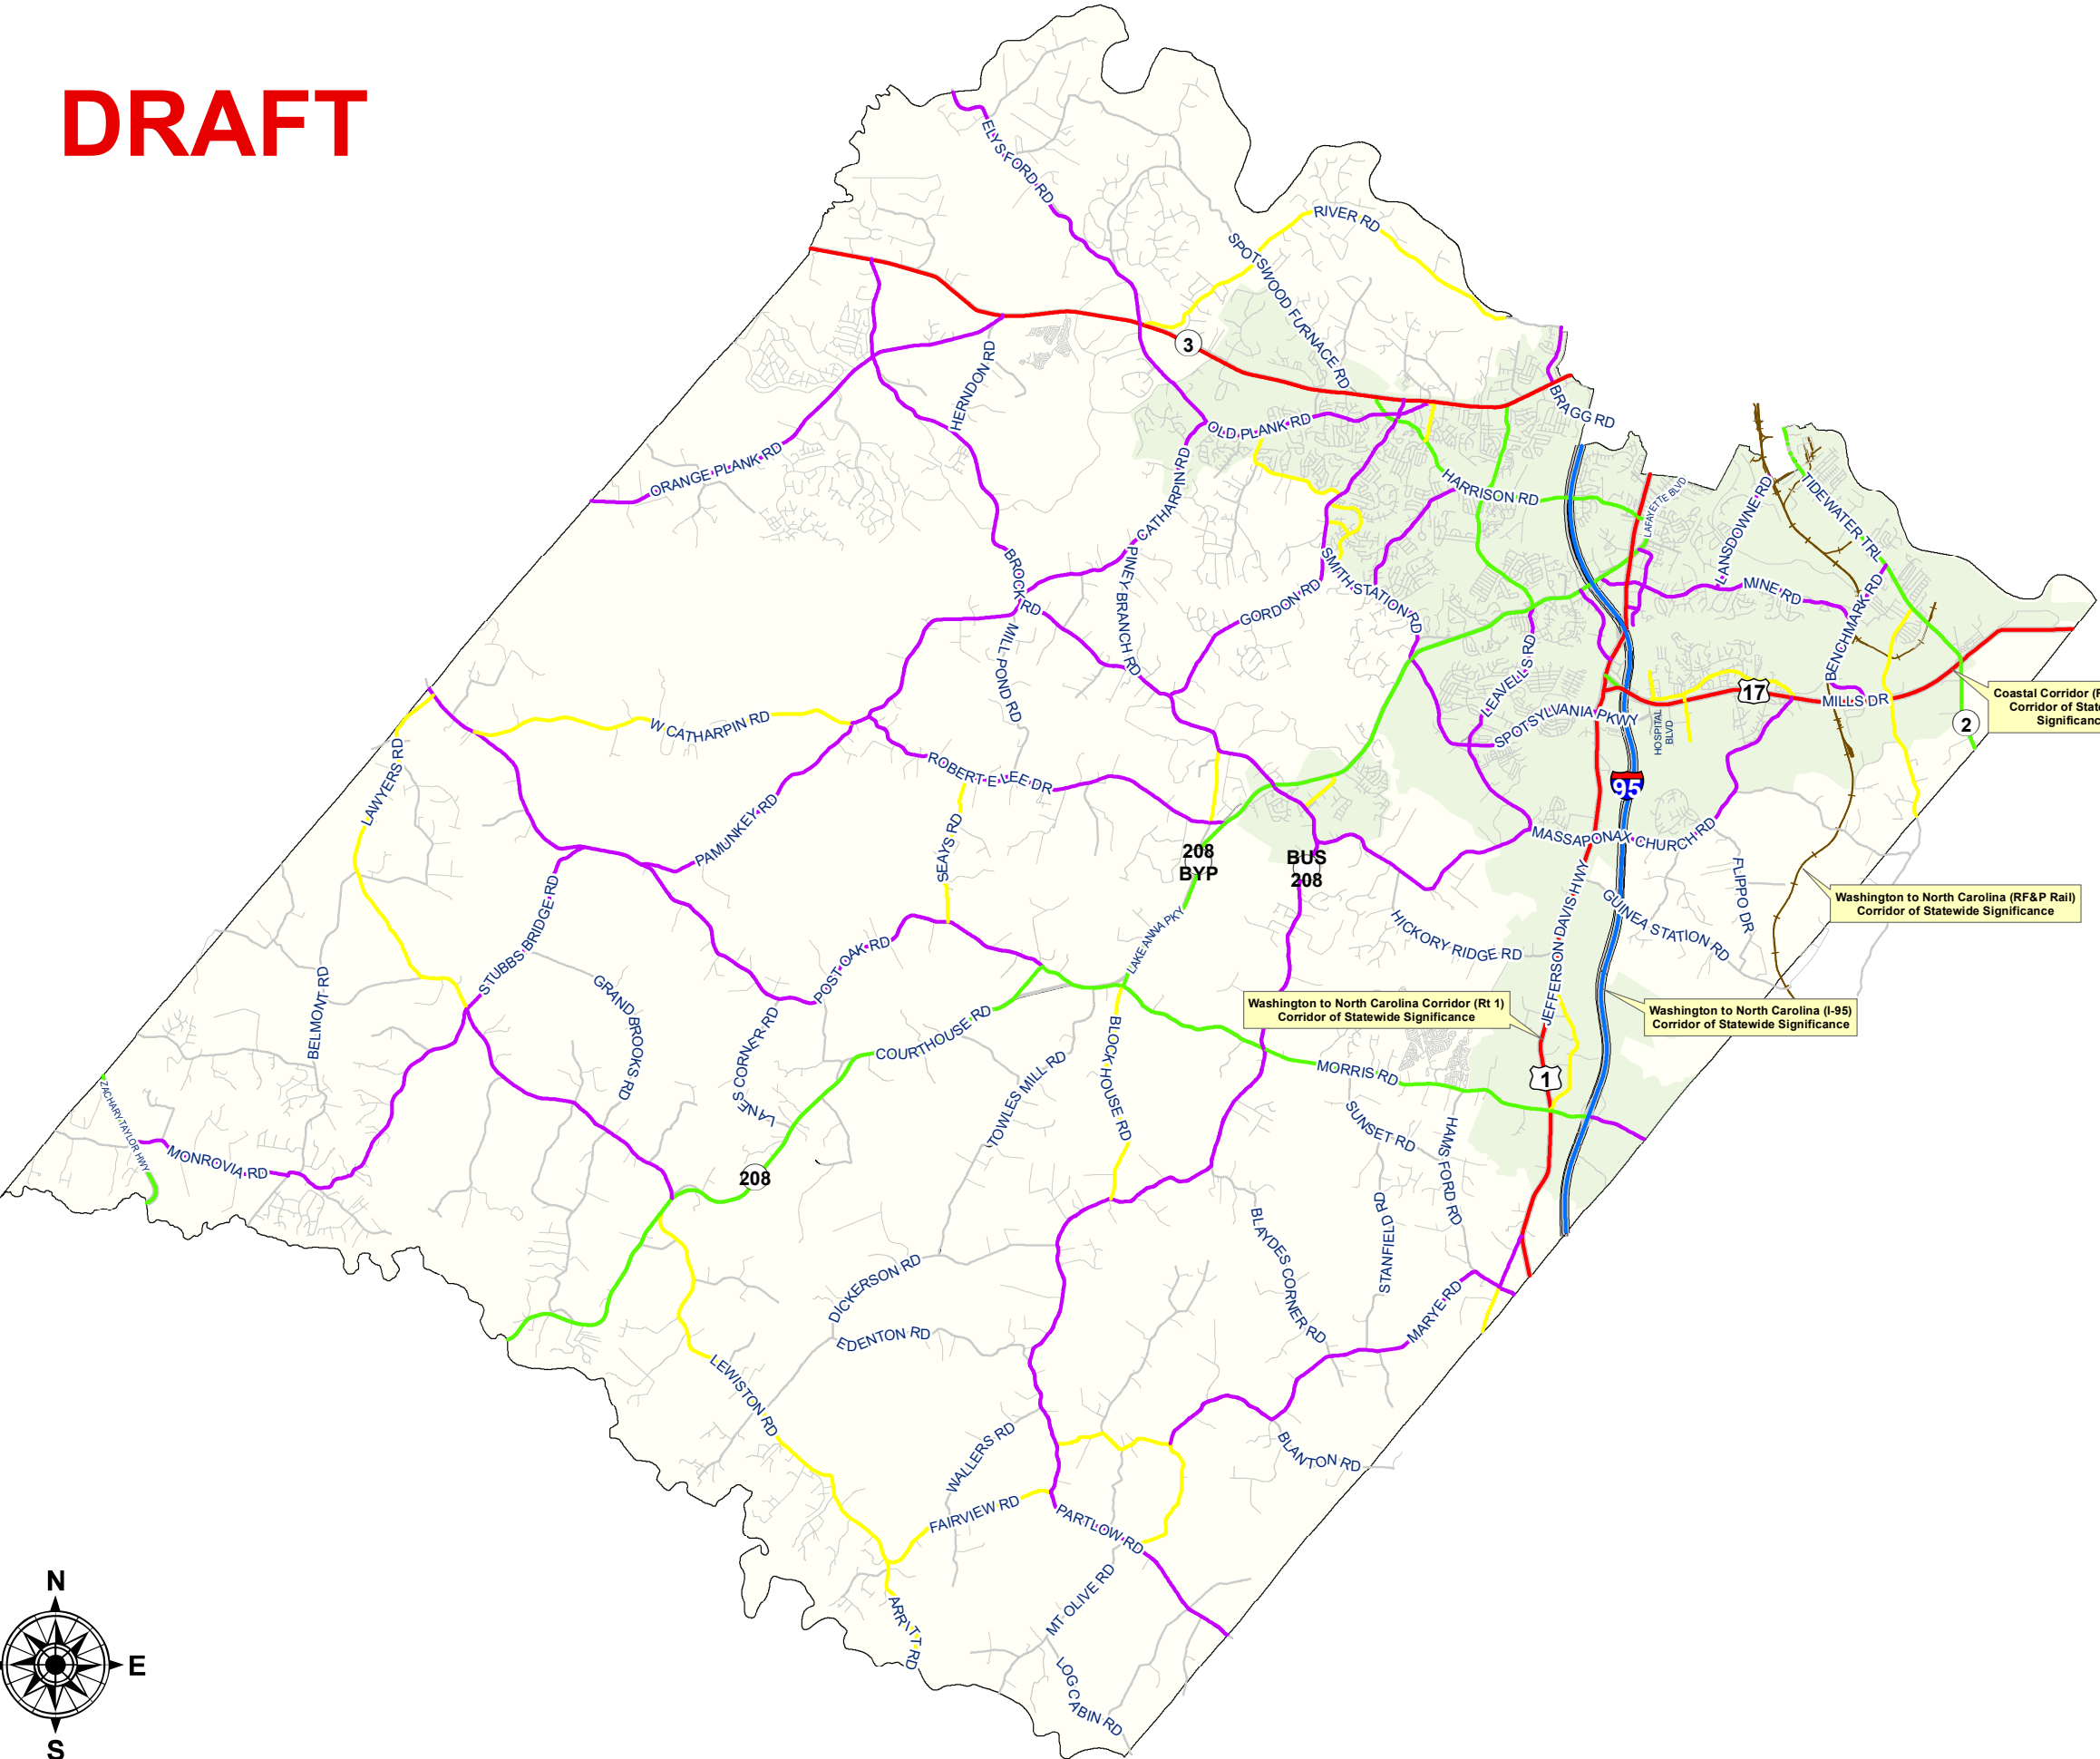 DRAFT
ELYS FORD RD
RIVER RD
SPOTSWOOD FURNACE RD
3
HERNDON RD
BRAGG RD
OLD PLANK RD
ORANGE PLANK RD
CATHARPIN RD
HARRISON RD
LAFAYETTE BLVD
LANSDOWNE RD
TIDEWATER TRL
BROCK RD
PINEY BRANCH RD
SMITH STATION RD
GORDON RD
MINE RD
BENCHMARK RD
MILL POND RD
LEAVELLS RD
17
MILLS DR
Coastal Corridor
Corridor of
2
W CATHARPIN RD
SPOTSYLVANIA PKWY
HOSPITAL
BLVD
LAWYERS RD
ROBERT E LEE DR
95
PAMUNKEY RD
SEAYS RD
MASSAPONAX CHURCH RD
208
BYP
BUS
208
FLIPPO DR
Washington to North Carolina (RF&P Rail)
Corridor of Statewide Significance
STUBBS BRIDGE RD
POST OAK RD
LAKE ANNA PKY
HICKORY RIDGE RD
JEFFERSON DAVIS HWY
GUINEA STATION RD
BELMONT RD
GRAND BROOKS RD
Washington to North Carolina Corridor (Rt 1)
Corridor of Statewide Significance
Washington to North Carolina (I-95)
Corridor of Statewide Significance
LANES CORNER RD
COURTHOUSE RD
BLOCK HOUSE RD
TOWLES MILL RD
MORRIS RD
1
ZACHARY TAYLOR HWY
MONROVIA RD
208
SUNSET RD
HAMS FORD RD
STANFIELD RD
BLAYDES CORNER RD
DICKERSON RD
EDENTON RD
MARYE RD
LEWISTON RD
WALLERS RD
BLANTON RD
FAIRVIEW RD
PARTLOW RD
MT OLIVE RD
ARRITT RD
LOG CABIN RD
N
E
S